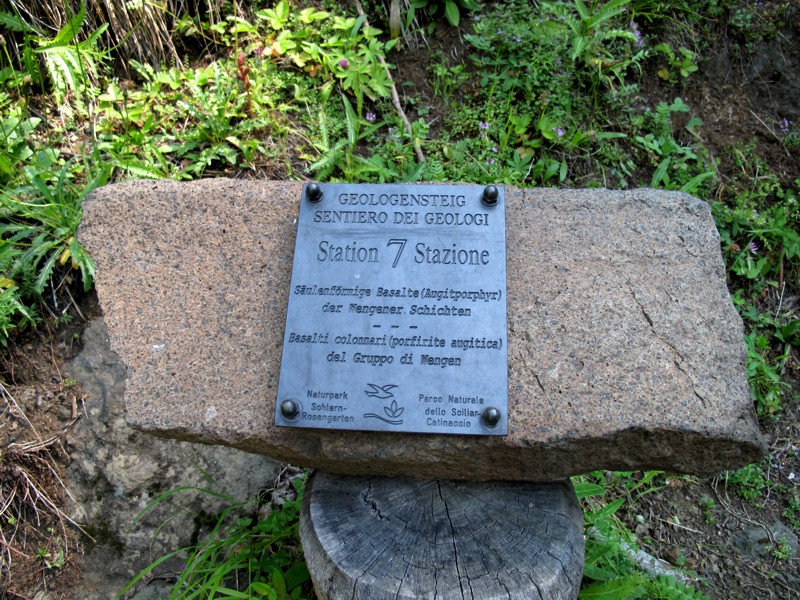 GEOLOGENSTEIG
SENTIERO DEI GEOLOGI
Station 7 Stazione
Säulenförmige Basalte(Augitporphyr)
der Wengener Schichten
- - -
Basalti colonnari(porfirite augitica)
del Gruppo di Wengen
Naturpark
Schlern-
Rosengarten
Parco Naturale
dello Sciliar-
Catinaccio